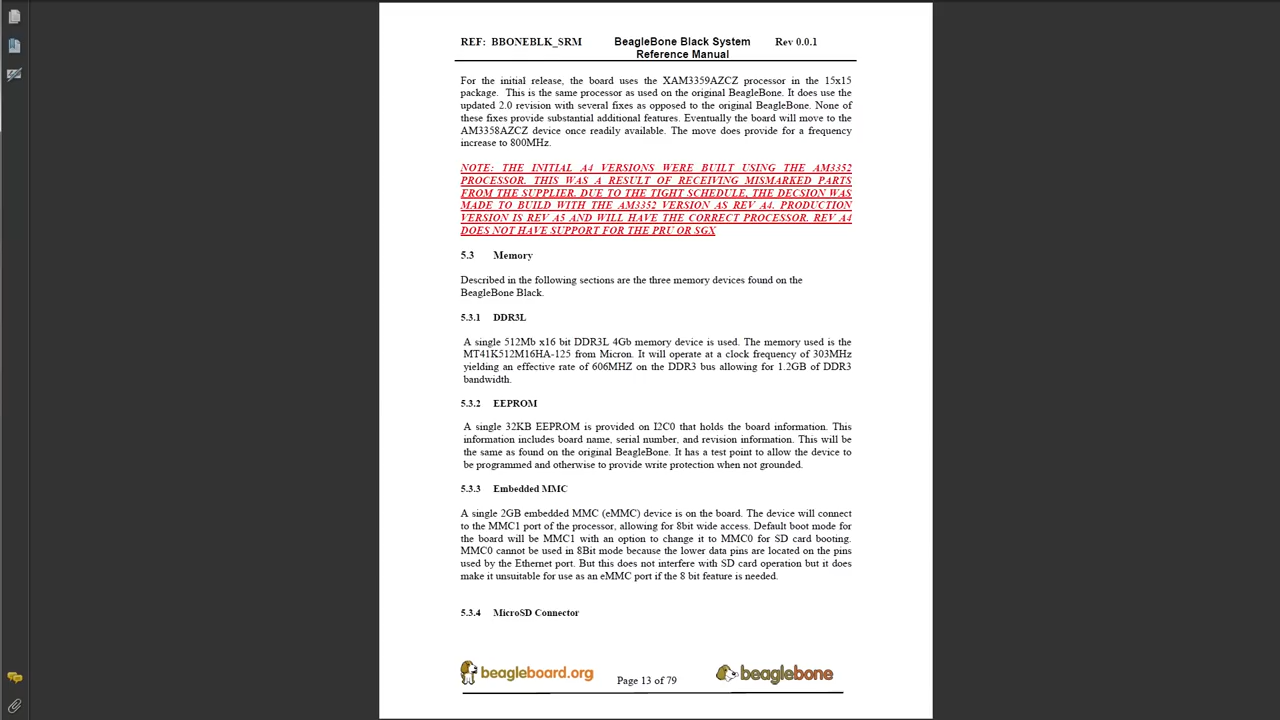 REF: BBONEBLK_SRM BeagleBone Black System Rev 0.0.1
Reference Manual
For the initial release, the board uses the XAM3359AZCZ processor in the 15x15
package. This is the same processor as used on the original BeagleBone. It does use the
updated 2.0 revision with several fixes as opposed to the original BeagleBone. None of
these fixes provide substantial additional features. Eventually the board will move to the
AM3358AZCZ device once readily available. The move does provide for a frequency
increase to 800MHz.
NOTE: THE INITIAL A4 VERSIONS WERE BUILT USING THE AM3352
PROCESSOR. THIS WAS A RESULT OF RECEIVING MISMARKED PARTS
FROM THE SUPPLIER. DUE TO THE TIGHT SCHEDULE, THE DECSION WAS
MADE TO BUILD WITH THE AM3352 VERSION AS REV A4. PRODUCTION
VERSION IS REV A5 AND WILL HAVE THE CORRECT PROCESSOR. REV A4
DOES NOT HAVE SUPPORT FOR THE PRU OR SGX
5.3 Memory
Described in the following sections are the three memory devices found on the
BeagleBone Black.
5.3.1 DDR3L
A single 512Mb x16 bit DDR3L 4Gb memory device is used. The memory used is the
MT41K512M16HA-125 from Micron. It will operate at a clock frequency of 303MHz
yielding an effective rate of 606MHZ on the DDR3 bus allowing for 1.2GB of DDR3
bandwidth.
5.3.2 EEPROM
A single 32KB EEPROM is provided on I2C0 that holds the board information. This
information includes board name, serial number, and revision information. This will be
the same as found on the original BeagleBone. It has a test point to allow the device to
be programmed and otherwise to provide write protection when not grounded.
5.3.3 Embedded MMC
A single 2GB embedded MMC (eMMC) device is on the board. The device will connect
to the MMC1 port of the processor, allowing for 8bit wide access. Default boot mode for
the board will be MMC1 with an option to change it to MMC0 for SD card booting.
MMC0 cannot be used in 8Bit mode because the lower data pins are located on the pins
used by the Ethernet port. But this does not interfere with SD card operation but it does
make it unsuitable for use as an eMMC port if the 8 bit feature is needed.
5.3.4 MicroSD Connector
beagleboard.org Page 13 of 79 beaglebone